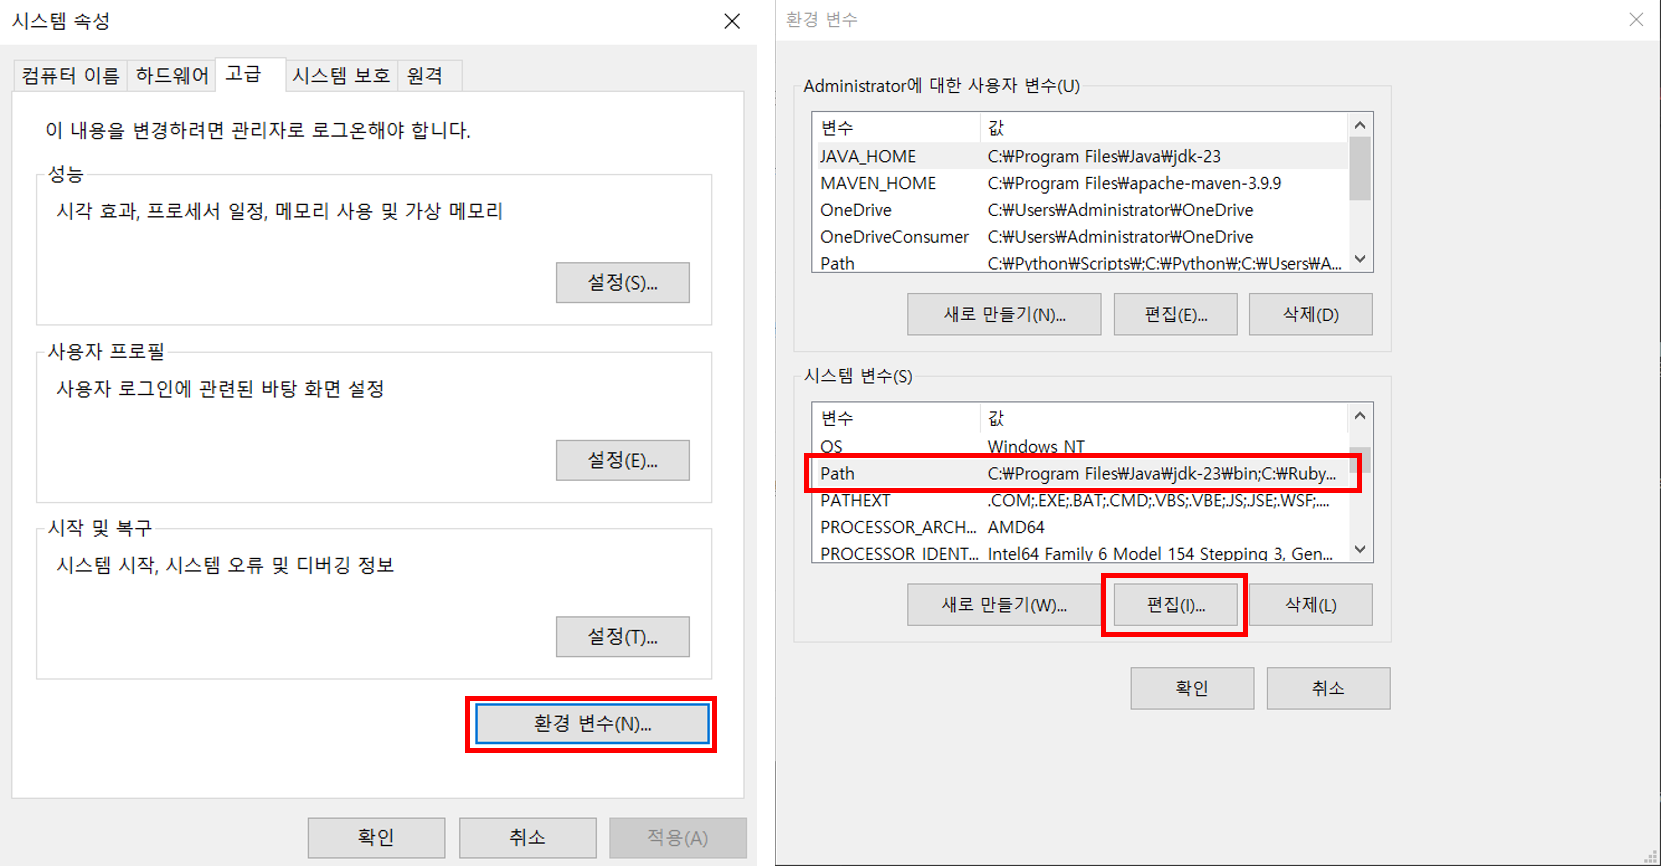 시스템 속성
컴퓨터 이름 하드웨어 고급 시스템 보호 원격
이 내용을 변경하려면 관리자로 로그온해야 합니다.
성능
시각 효과, 프로세서 일정, 메모리 사용 및 가상 메모리
설정(S)...
사용자 프로필
사용자 로그인에 관련된 바탕 화면 설정
설정(E)...
시작 및 복구
시스템 시작, 시스템 오류 및 디버깅 정보
설정(T)...
환경 변수(N)...
확인 취소 적용(A)
환경 변수
Administrator에 대한 사용자 변수(U)
변수 값
JAVA_HOME C:₩Program Files₩Java₩jdk-23
MAVEN_HOME C:₩Program Files₩apache-maven-3.9.9
OneDrive C:₩Users₩Administrator₩OneDrive
OneDriveConsumer C:₩Users₩Administrator₩OneDrive
Path C:₩Python₩Scripts₩;C:₩Python₩;C:₩Users₩A...
새로 만들기(N)... 편집(E)... 삭제(D)
시스템 변수(S)
변수 값
OS Windows_NT
Path C:₩Program Files₩Java₩jdk-23₩bin;C:₩Ruby...
PATHEXT .COM;.EXE;.BAT;.CMD;.VBS;.VBE;.JS;.JSE;.WSF;....
PROCESSOR_ARCH... AMD64
PROCESSOR_IDENT... Intel64 Family 6 Model 154 Stepping 3, Gen...
새로 만들기(W)... 편집(I)... 삭제(L)
확인 취소